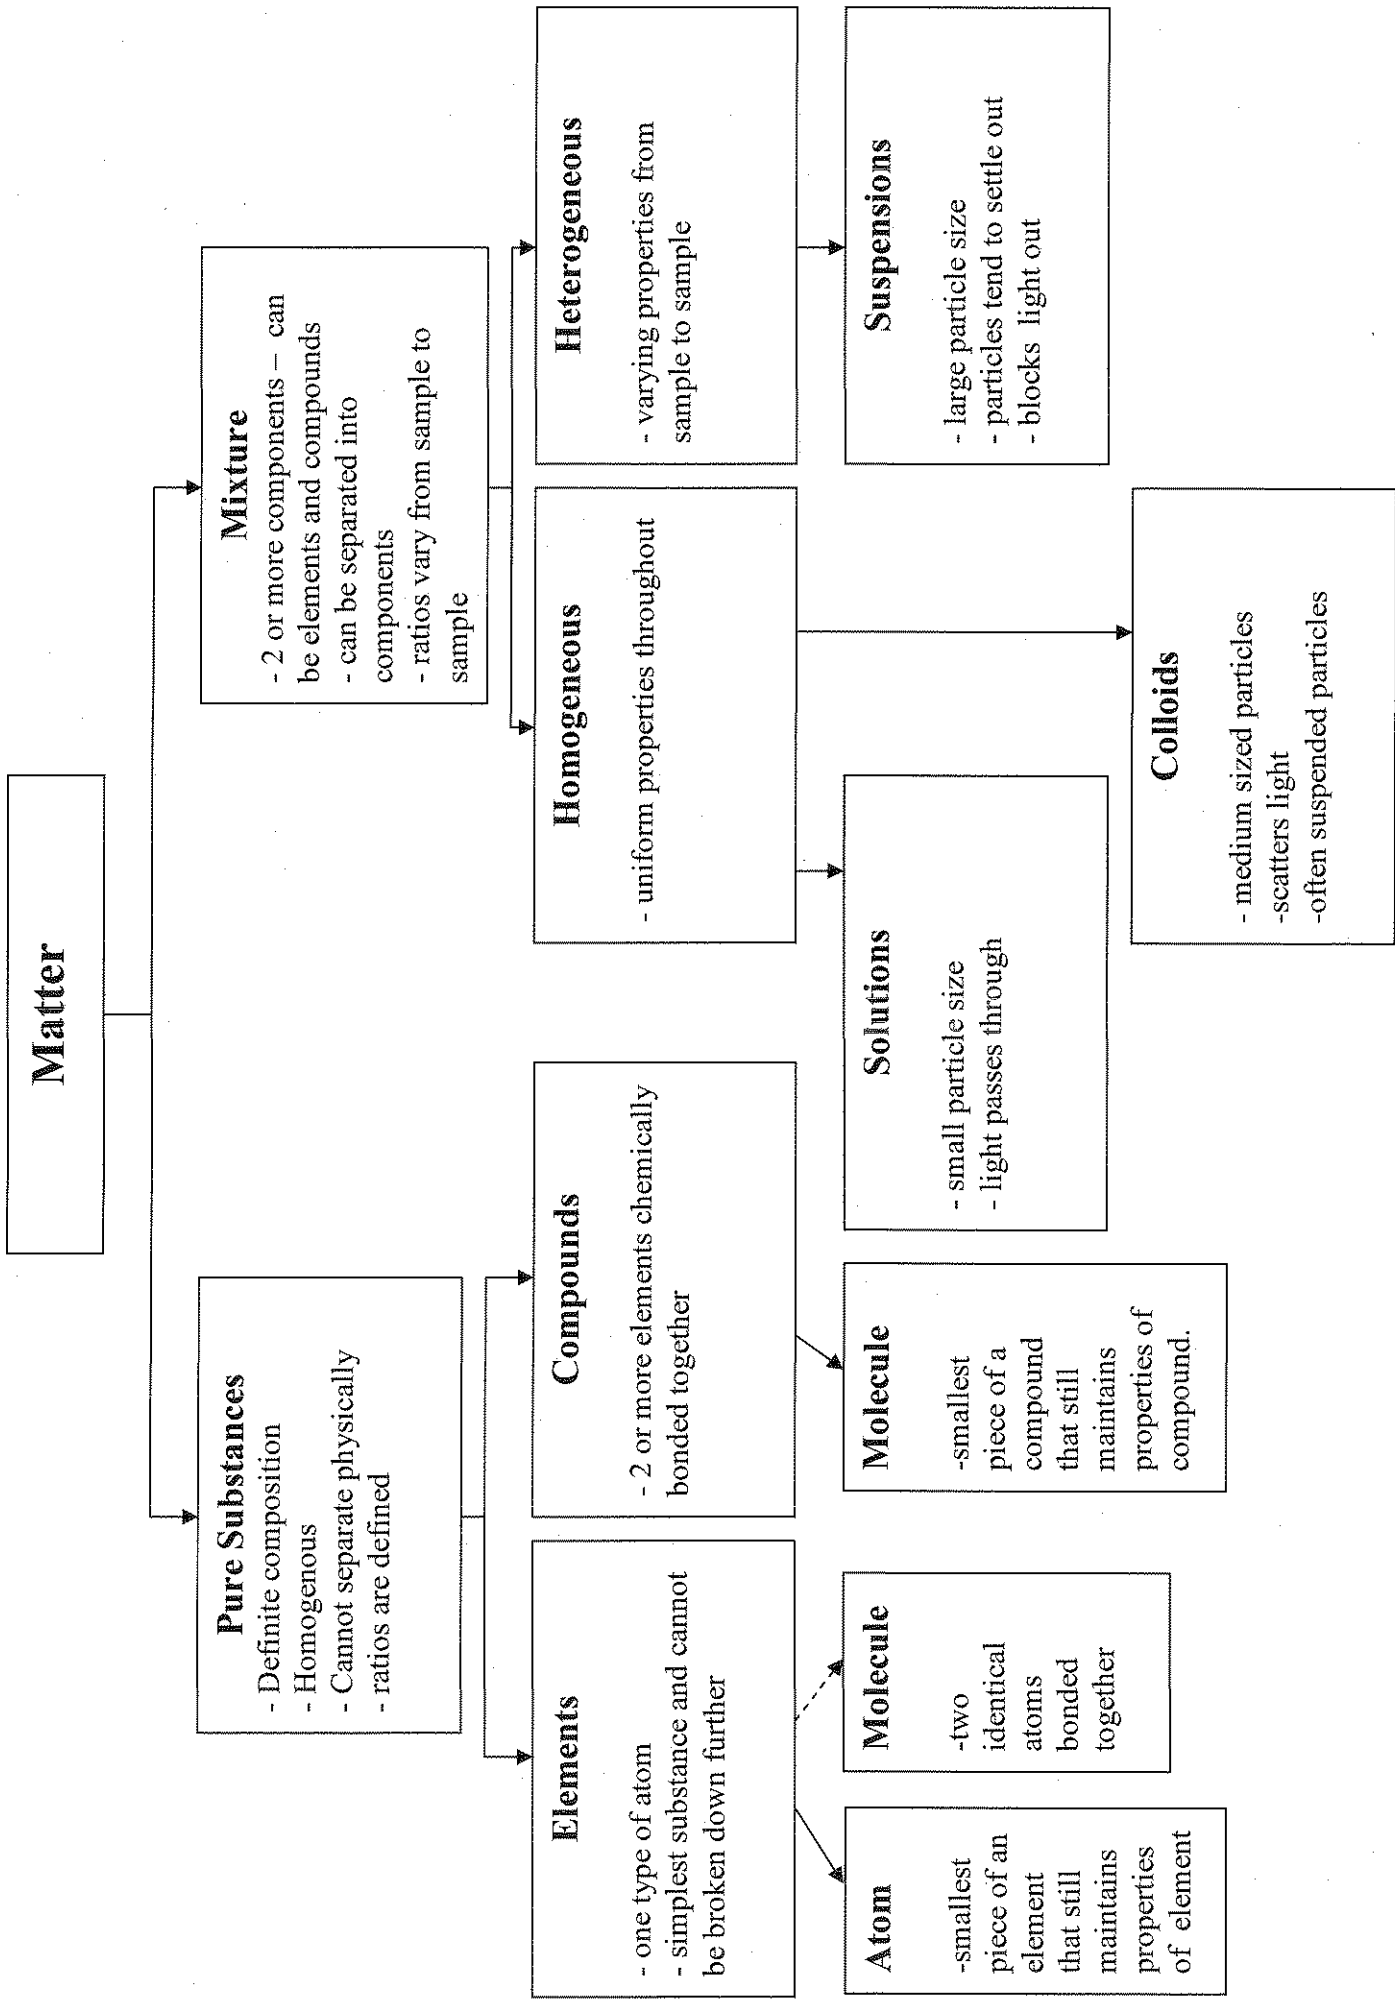 Matter
Pure Substances
- Definite composition
- Homogenous
- Cannot separate physically
- ratios are defined
Mixture
- 2 or more components – can
be elements and compounds
- can be separated into
components
- ratios vary from sample to
sample
Elements
- one type of atom
- simplest substance and cannot
be broken down further
Compounds
- 2 or more elements chemically
bonded together
Homogeneous
- uniform properties throughout
Heterogeneous
- varying properties from
sample to sample
Atom
-smallest
piece of an
element
that still
maintains
properties
of element
Molecule
-two
identical
atoms
bonded
together
Molecule
-smallest
piece of a
compound
that still
maintains
properties of
compound.
Solutions
- small particle size
- light passes through
Suspensions
- large particle size
- particles tend to settle out
- blocks light out
Colloids
- medium sized particles
-scatters light
-often suspended particles